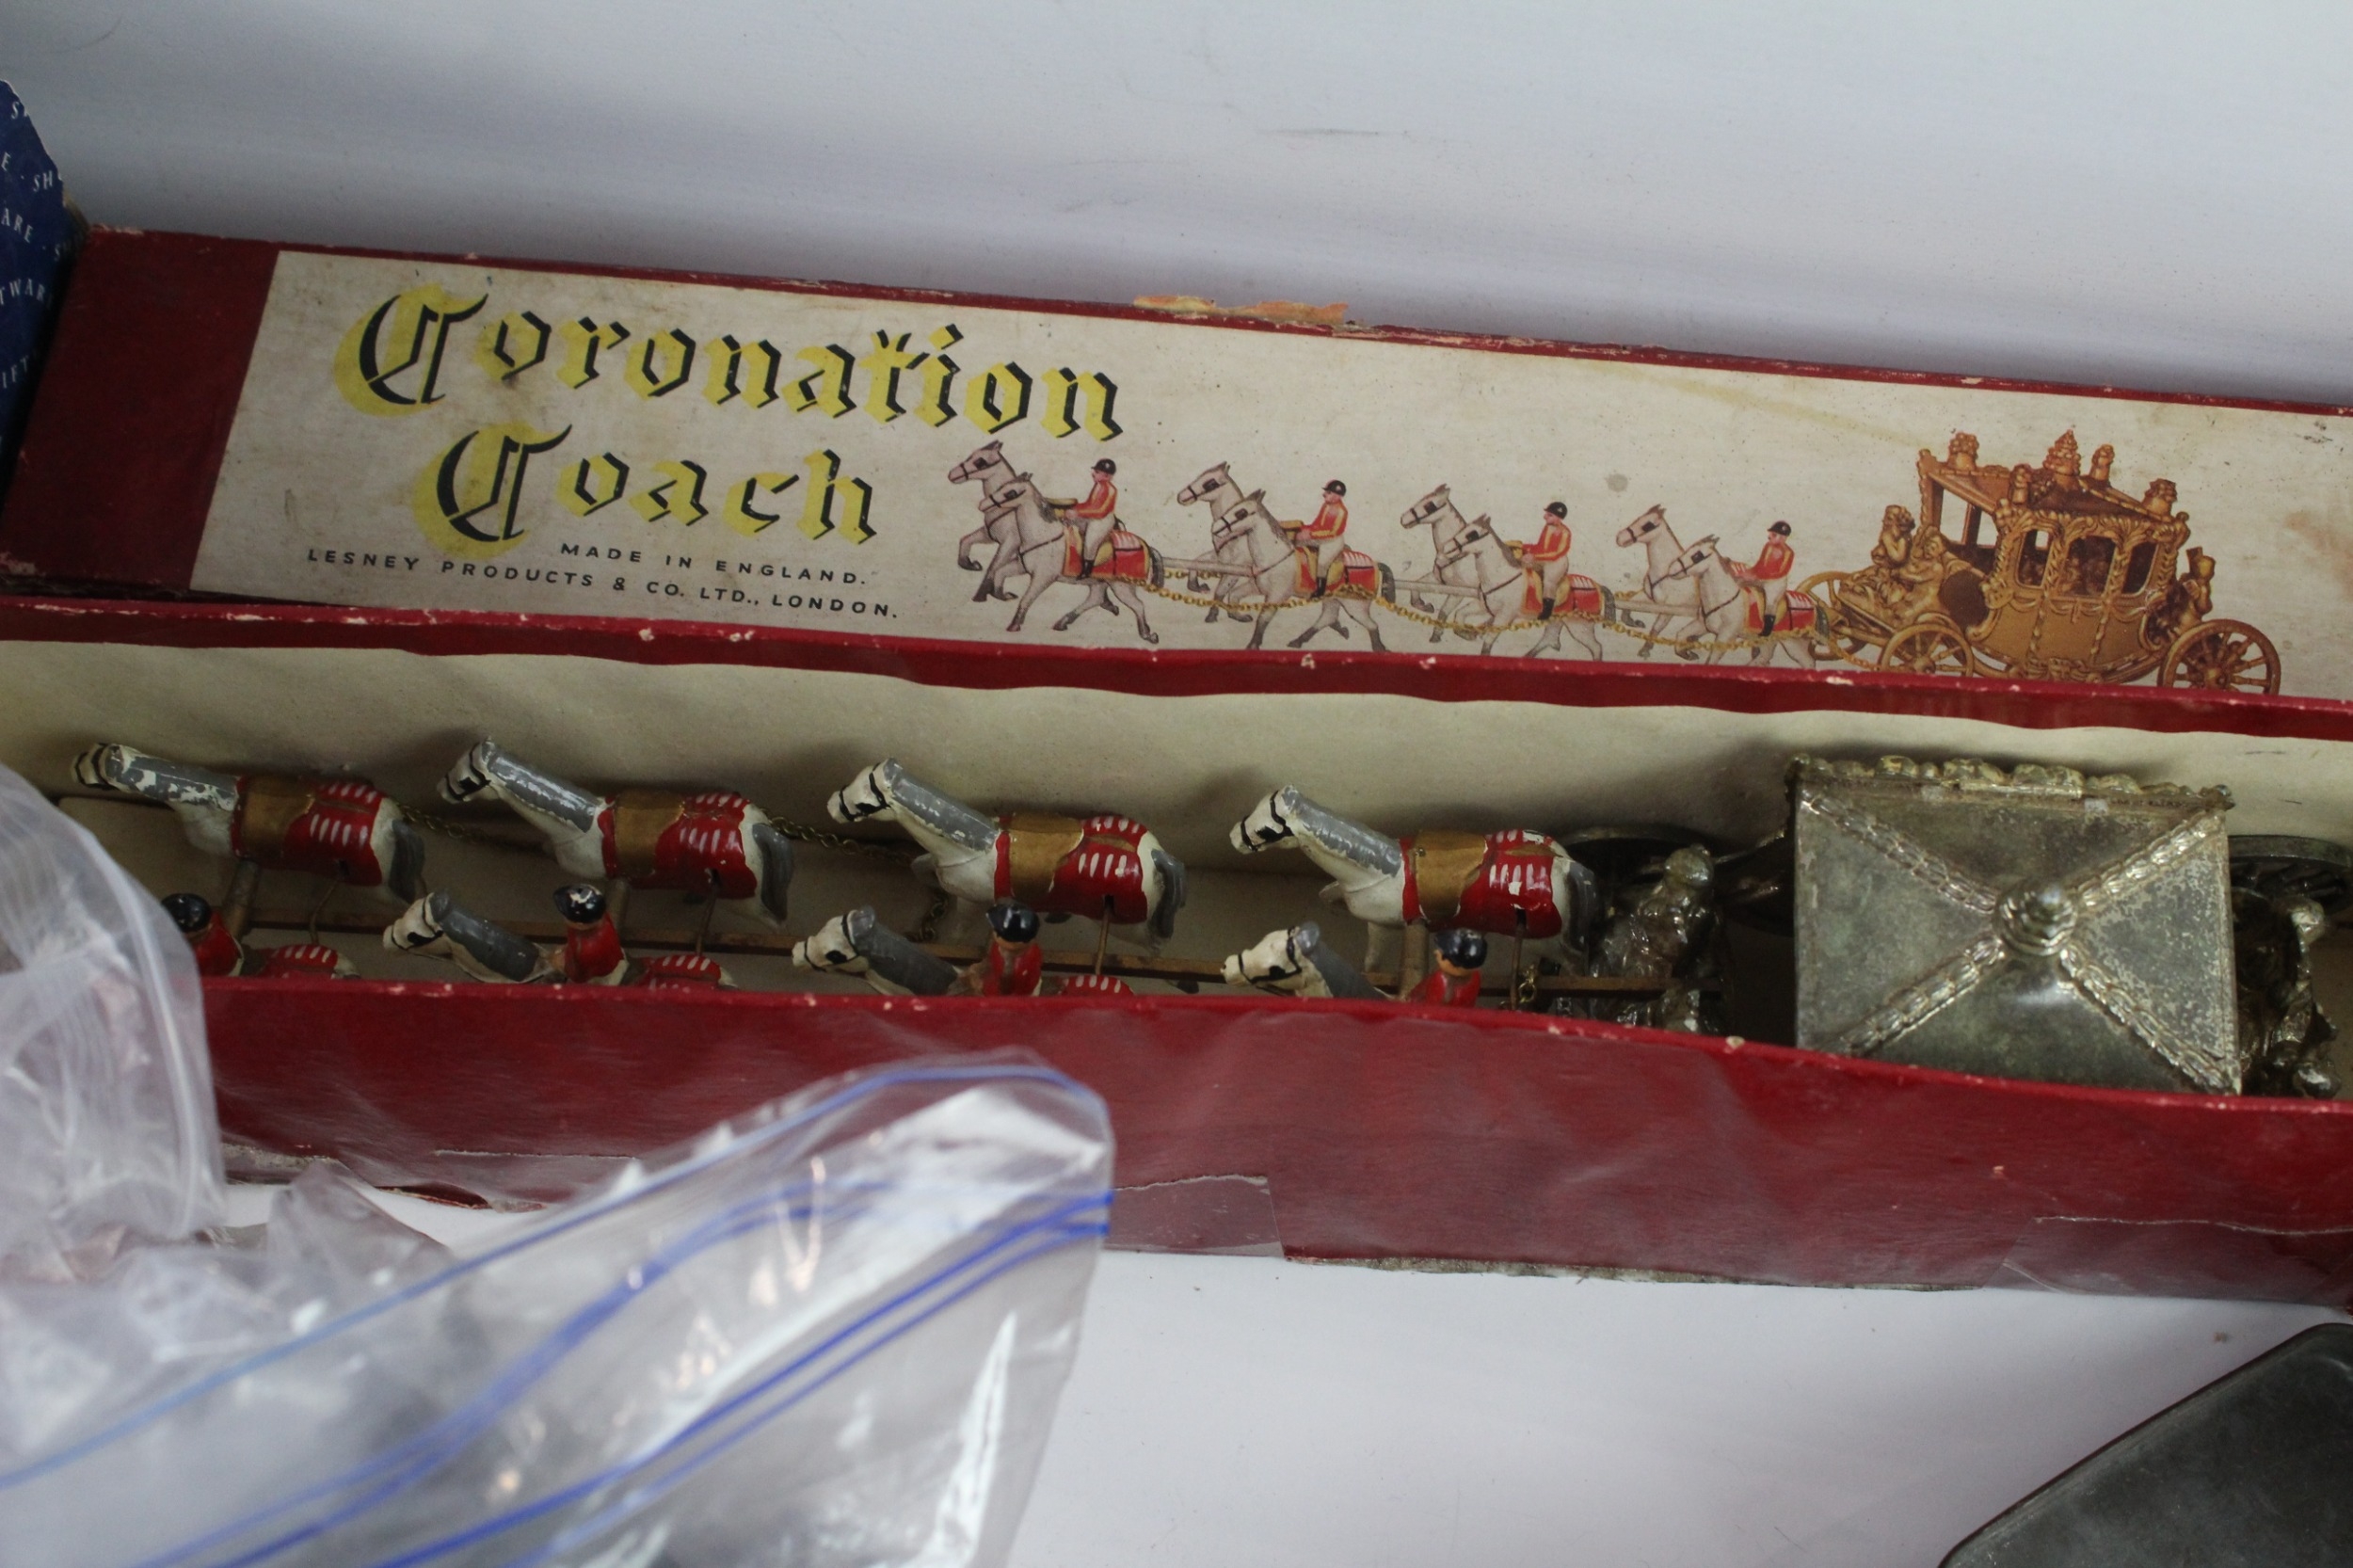 Coronation
Coach
MADE IN ENGLAND.
LESNEY PRODUCTS & CO. LTD., LONDON.